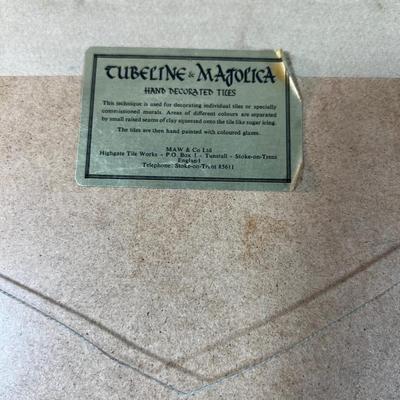 TUBELINE & MAJOLICA
HAND DECORATED TILES
This technique is used for decorating individual tiles or specially
commissioned murals. Areas of different colours are separated
by small raised seams of clay squeezed onto the tile like sugar icing.
The tiles are then hand painted with coloured glazes.
MAW & Co Ltd
Highgate Tile Works - P.O. Box 1 - Tunstall - Stoke-on-Trent
England
Telephone: Stoke-on-Trent 85611